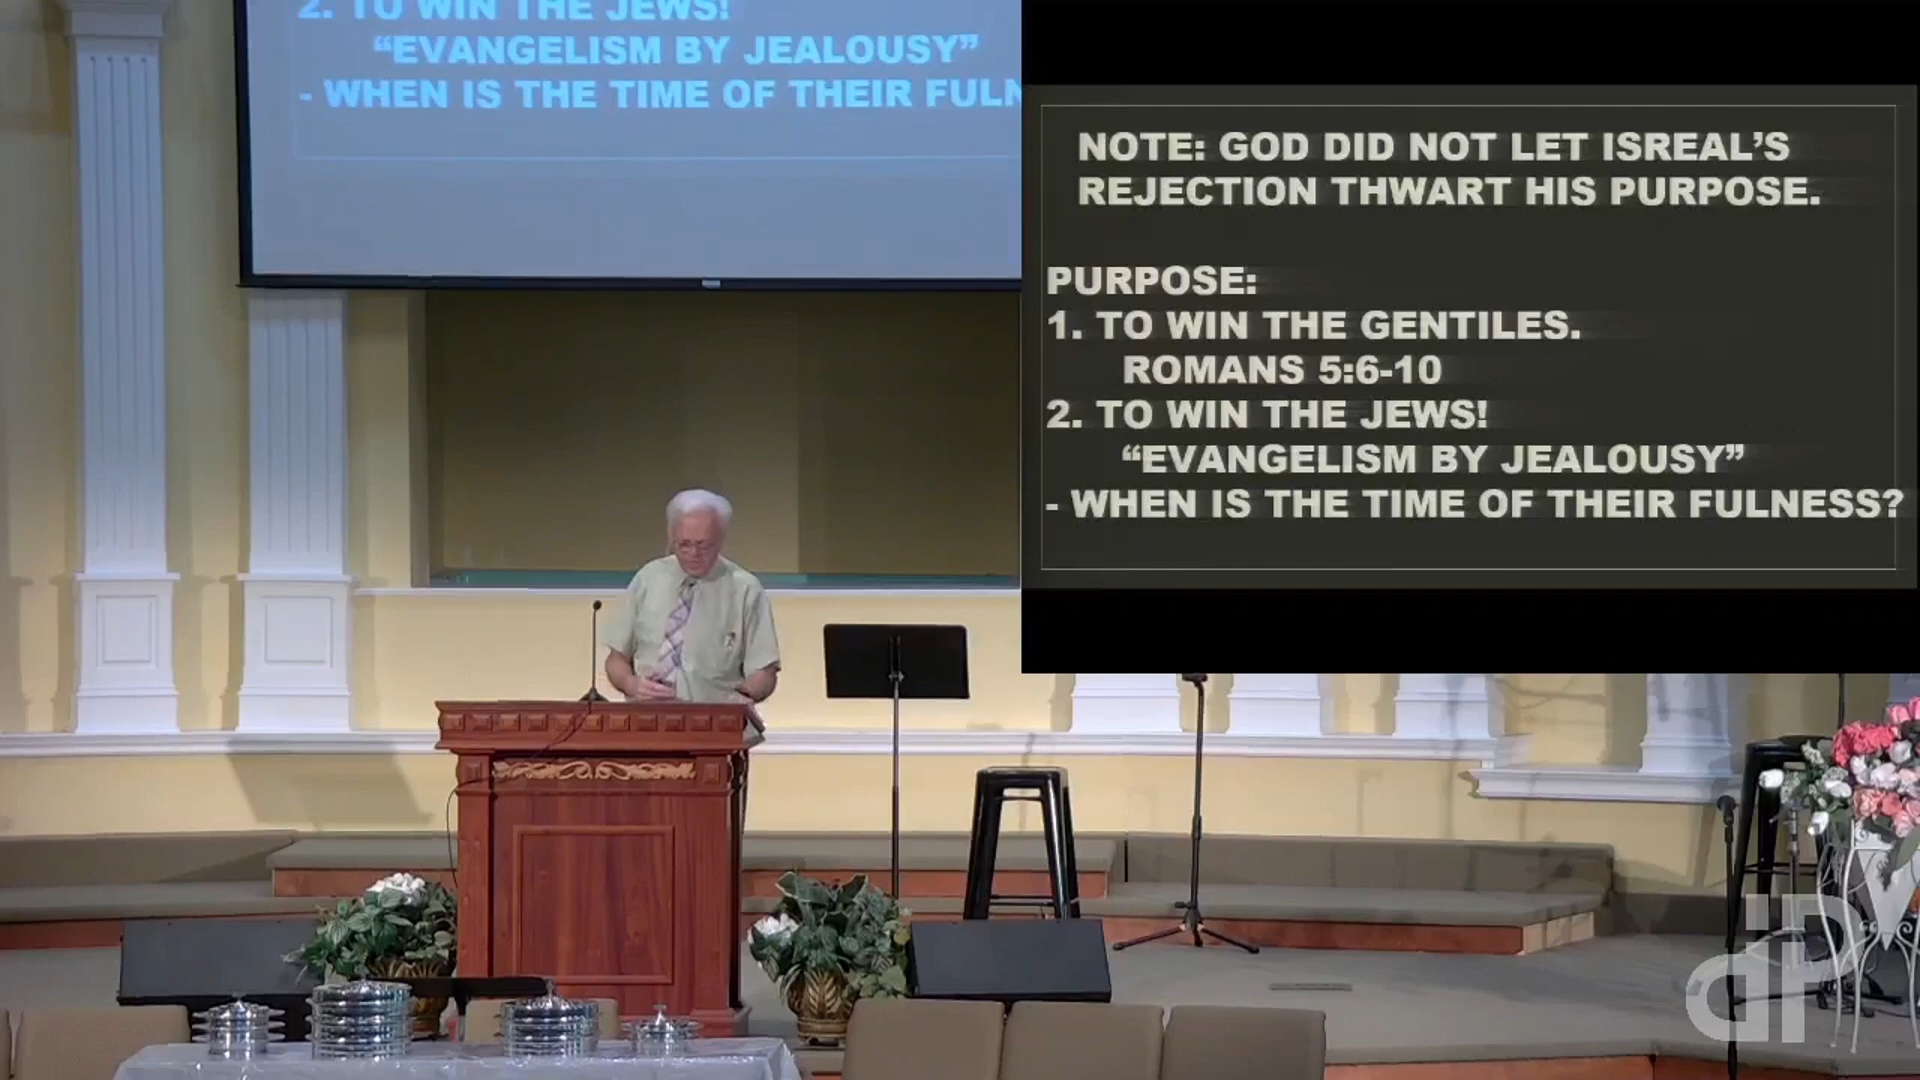 2. TO WIN THE JEWS!
“EVANGELISM BY JEALOUSY”
- WHEN IS THE TIME OF THEIR FULN
NOTE: GOD DID NOT LET ISREAL’S
REJECTION THWART HIS PURPOSE.
PURPOSE:
1. TO WIN THE GENTILES.
ROMANS 5:6-10
2. TO WIN THE JEWS!
“EVANGELISM BY JEALOUSY”
- WHEN IS THE TIME OF THEIR FULNESS?